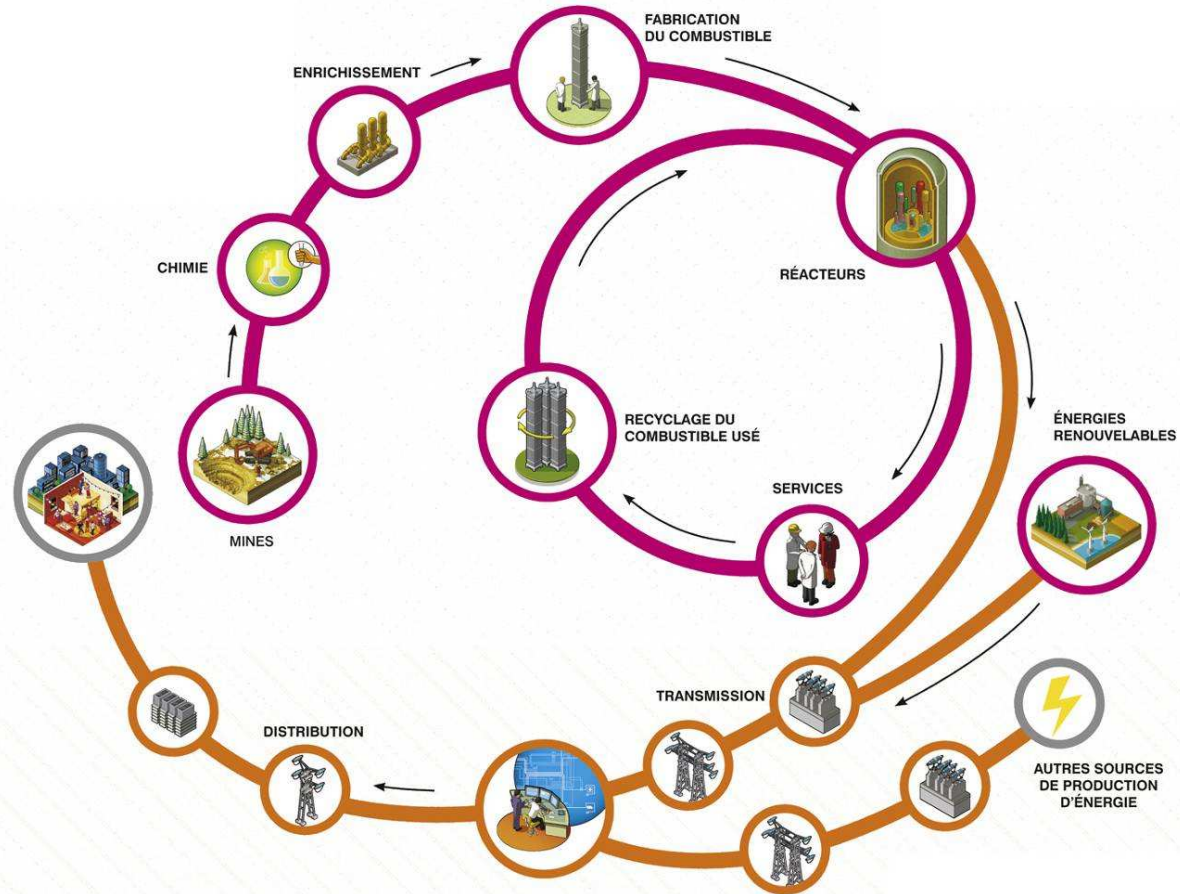 FABRICATION
DU COMBUSTIBLE
ENRICHISSEMENT
CHIMIE
RÉACTEURS
MINES
RECYCLAGE DU
COMBUSTIBLE USÉ
ÉNERGIES
RENOUVELABLES
SERVICES
TRANSMISSION
DISTRIBUTION
AUTRES SOURCES
DE PRODUCTION
D'ÉNERGIE